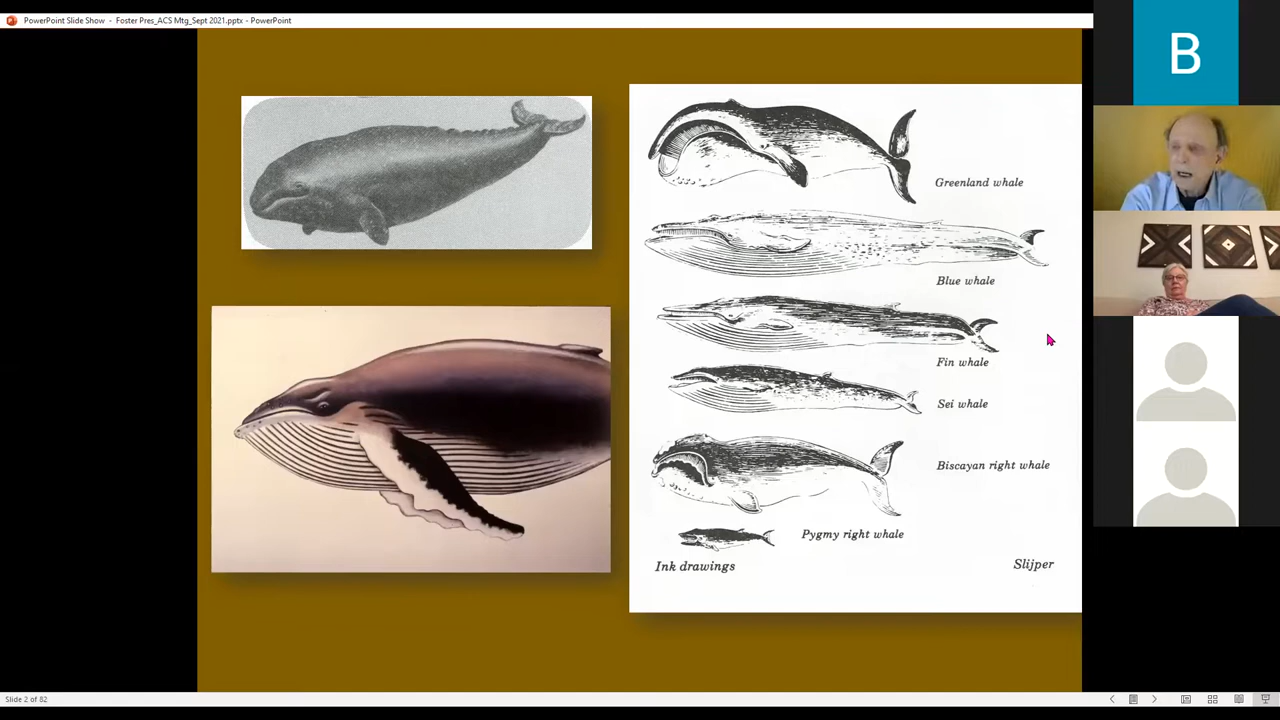 PowerPoint Slide Show - Foster Pres_ACS Mtg_Sept 2021.pptx - PowerPoint
B
Greenland whale
Blue whale
Fin whale
Sei whale
Biscayan right whale
Pygmy right whale
Ink drawings
Slijper
Slide 2 of 82